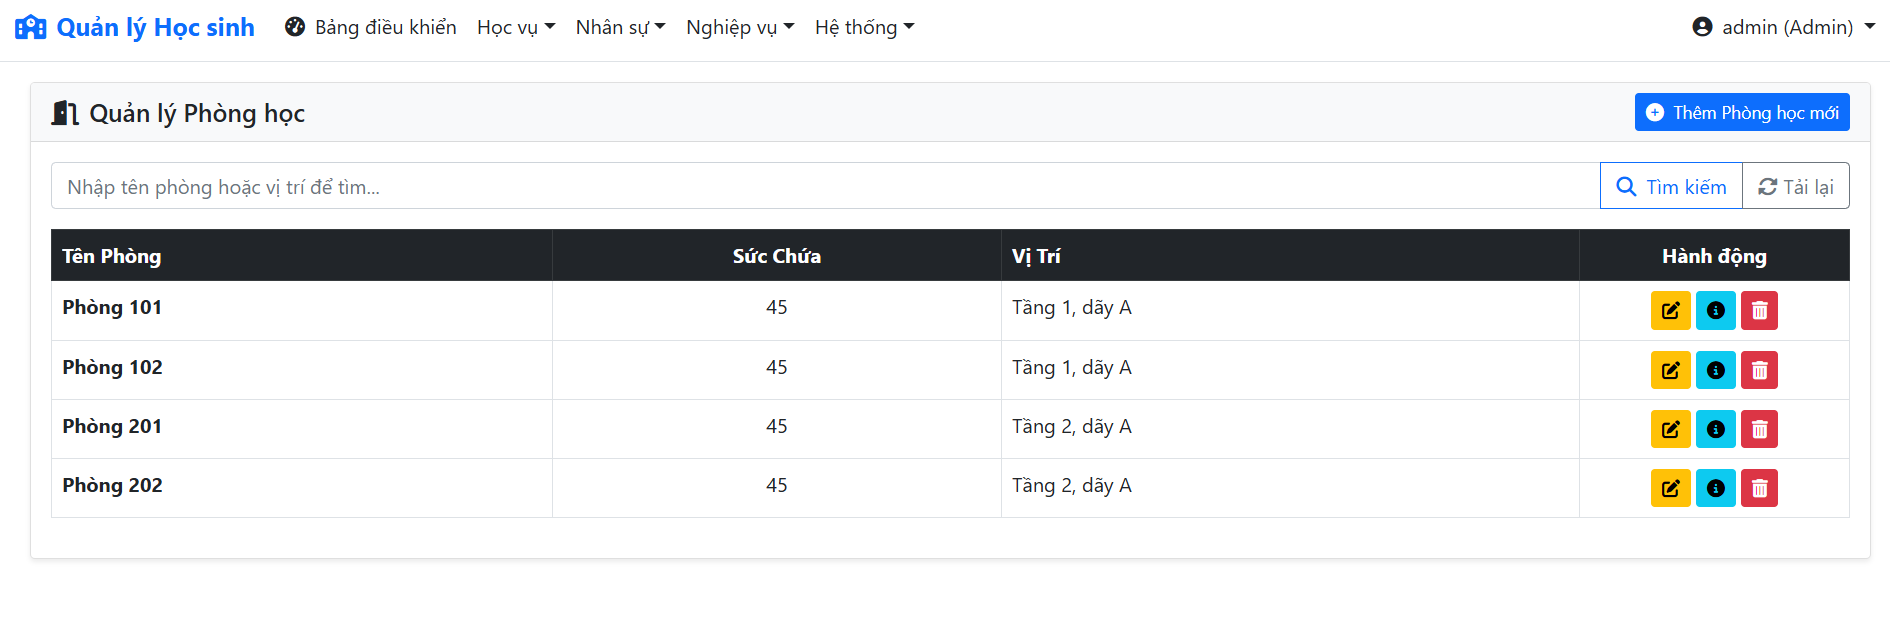 Quản lý Học sinh Bảng điều khiển Học vụ Nhân sự Nghiệp vụ Hệ thống admin (Admin)
Quản lý Phòng học Thêm Phòng học mới
Nhập tên phòng hoặc vị trí để tìm... Tìm kiếm Tải lại
Tên Phòng Sức Chứa Vị Trí Hành động
Phòng 101 45 Tầng 1, dãy A
Phòng 102 45 Tầng 1, dãy A
Phòng 201 45 Tầng 2, dãy A
Phòng 202 45 Tầng 2, dãy A